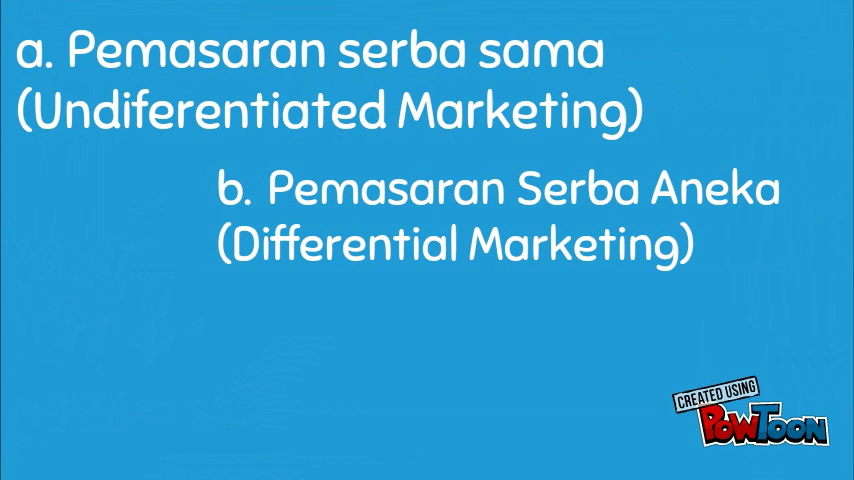 a. Pemasaran serba sama
(Undiferentiated Marketing)
b. Pemasaran Serba Aneka
(Differential Marketing)
CREATED USING
POWTOON